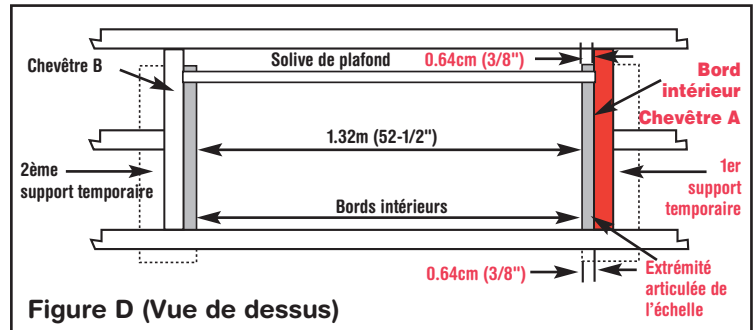 Chevêtre B
Solive de plafond
0.64cm (3/8")
Bord
intérieur
Chevêtre A
1.32m (52-1/2")
2ème
support temporaire
1er
support
temporaire
Bords intérieurs
0.64cm (3/8")
Extrémité
articulée de
l'échelle
Figure D (Vue de dessus)